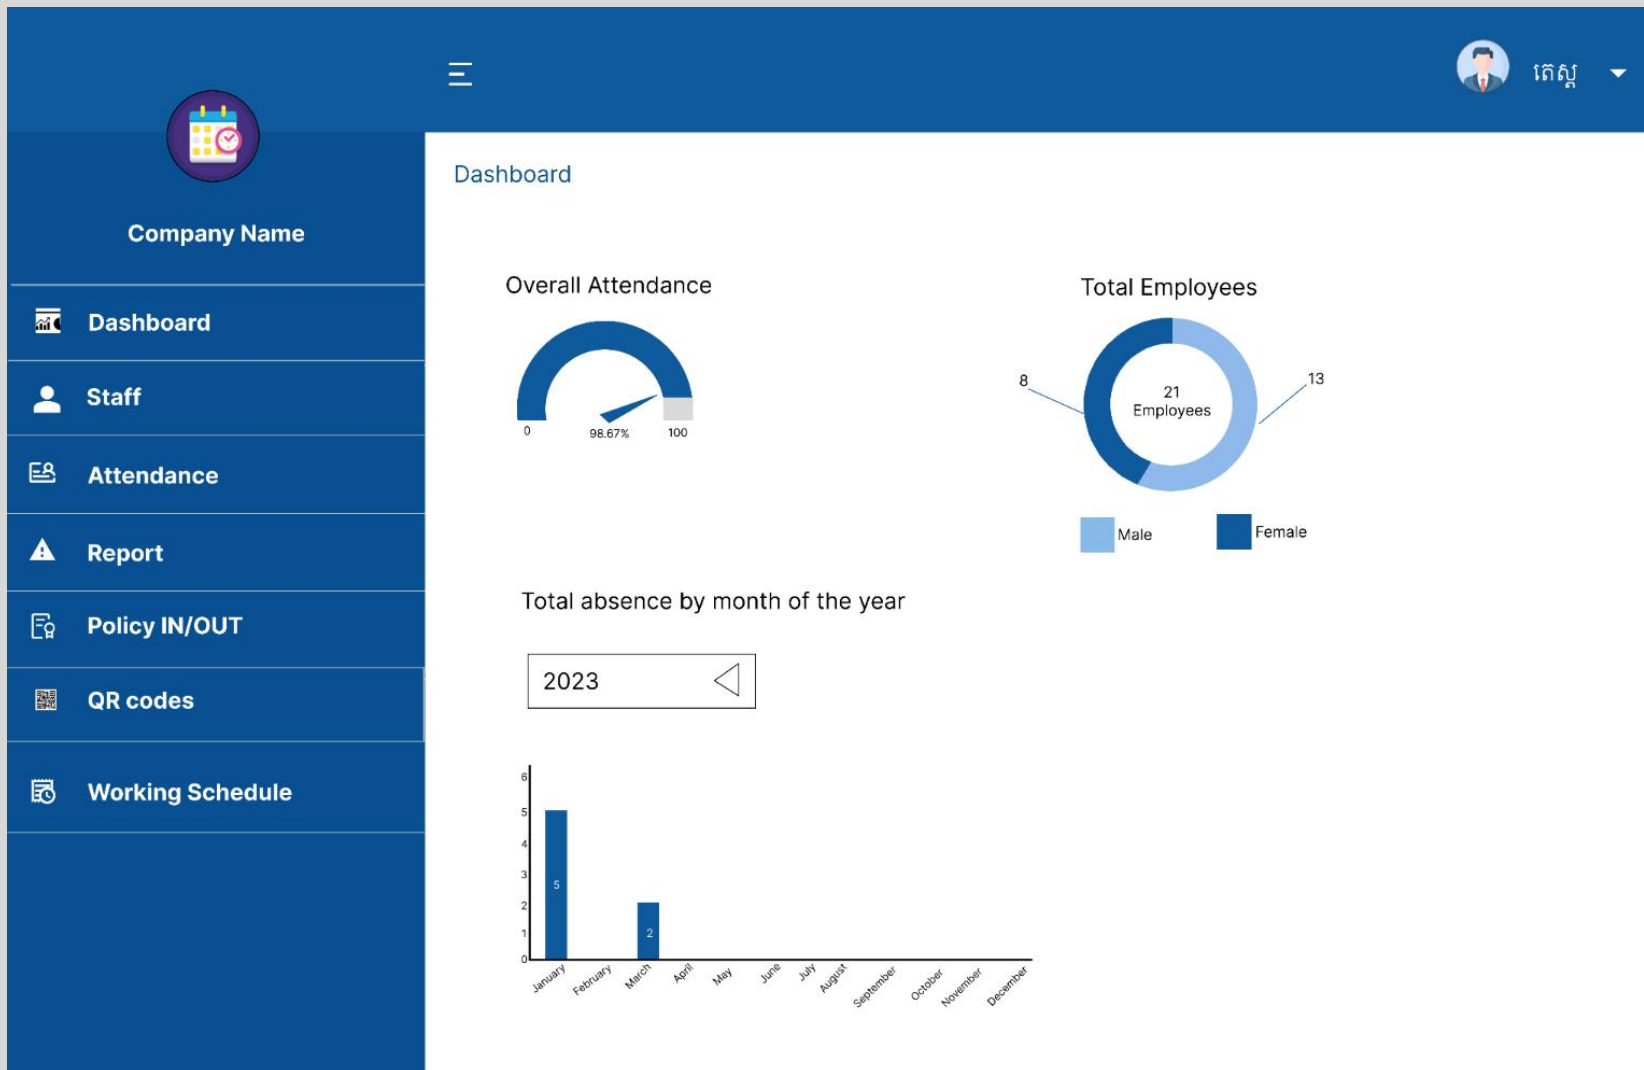 តេស្ត
Company Name
Dashboard
Staff
Attendance
Report
Policy IN/OUT
QR codes
Working Schedule
Dashboard
Overall Attendance
0
98.67%
100
Total Employees
8
13
21
Employees
Male
Female
Total absence by month of the year
2023
6
5
4
3
2
1
0
5
2
January
February
March
April
May
June
July
August
September
October
November
December